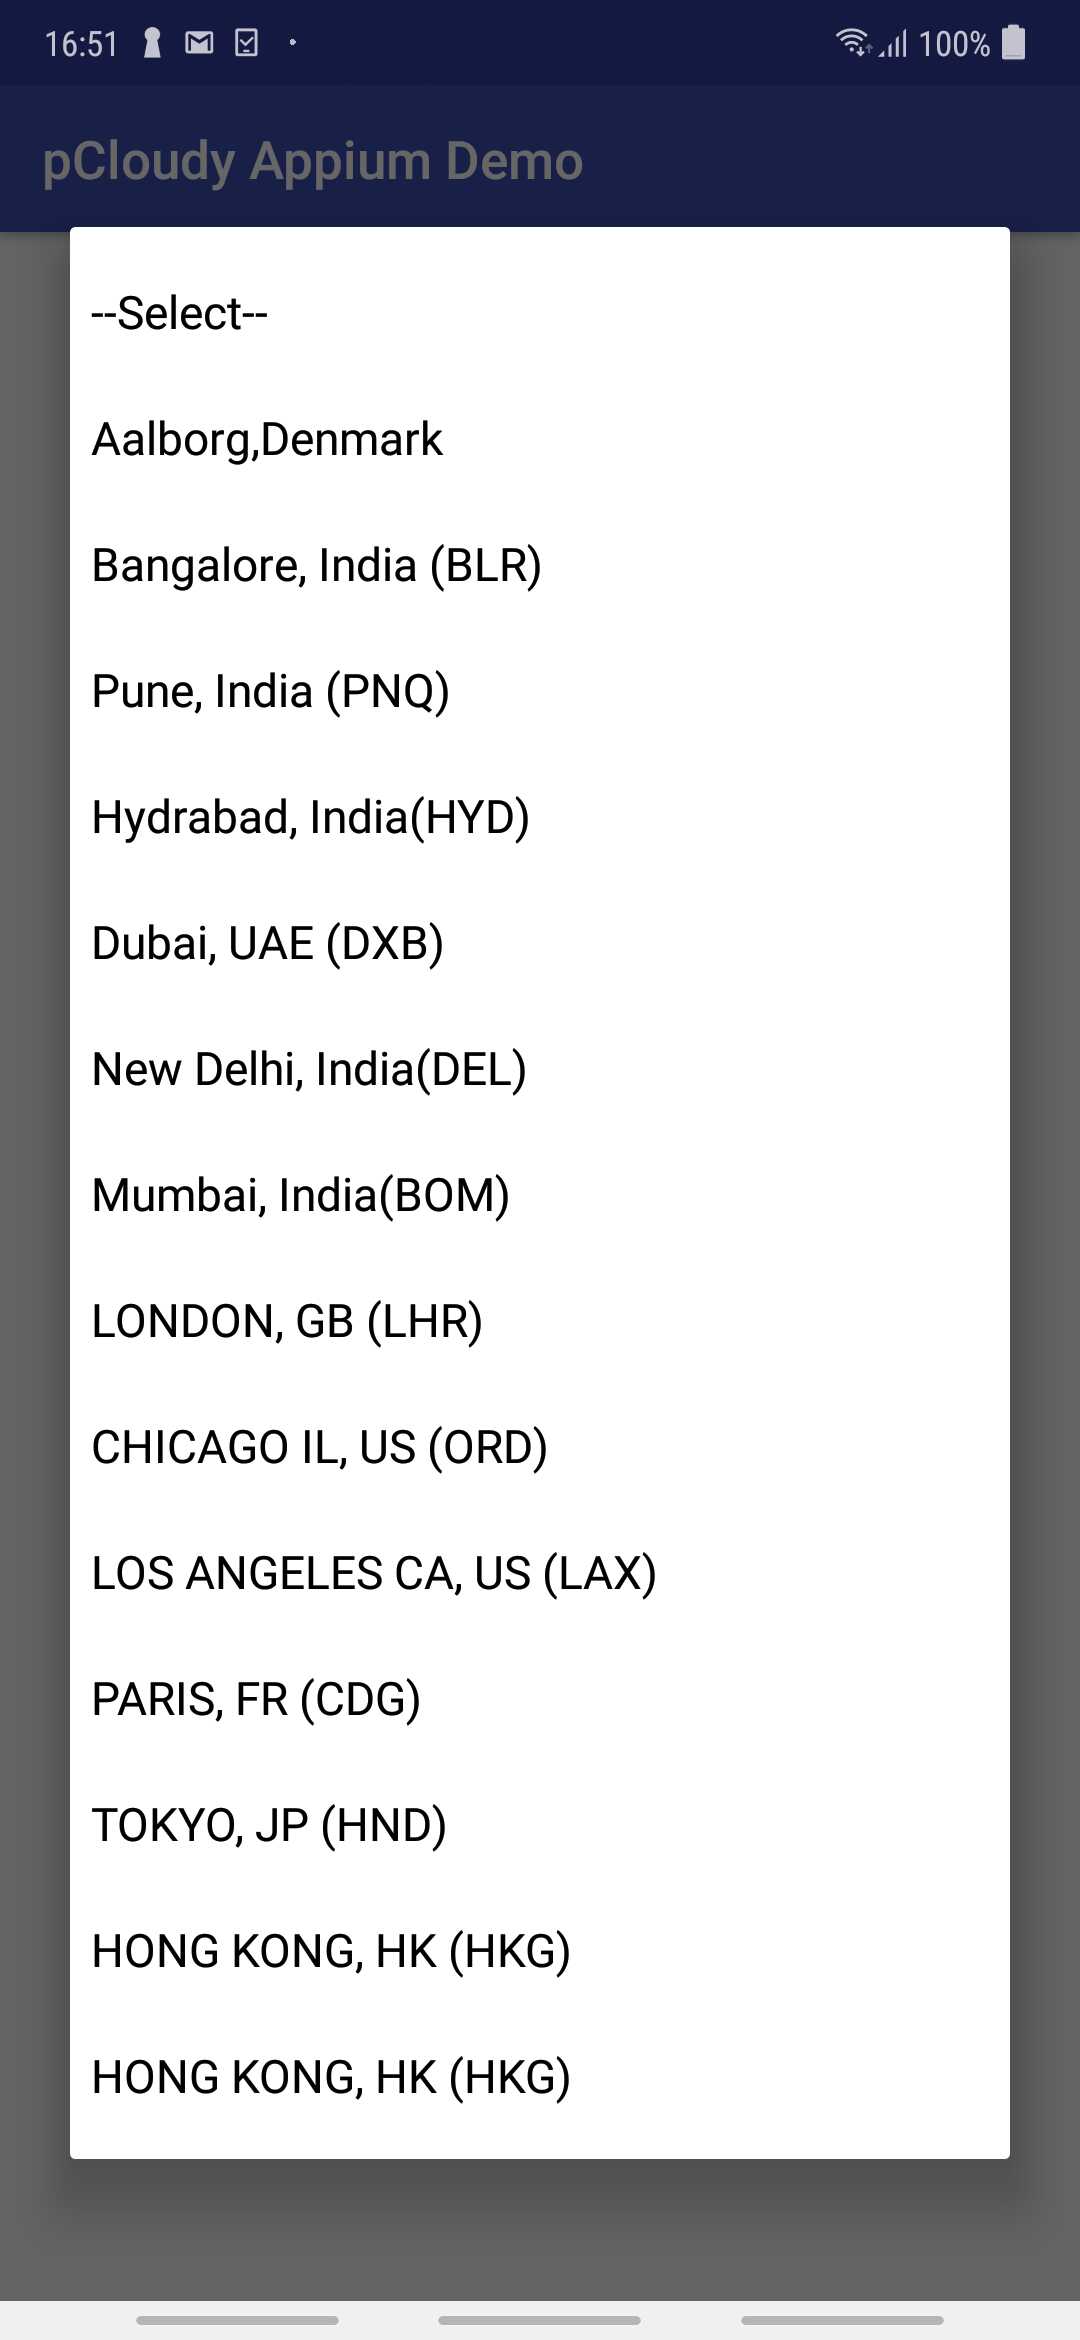 16:51
100%
pCloudy Appium Demo
--Select--
Aalborg,Denmark
Bangalore, India (BLR)
Pune, India (PNQ)
Hydrabad, India(HYD)
Dubai, UAE (DXB)
New Delhi, India(DEL)
Mumbai, India(BOM)
LONDON, GB (LHR)
CHICAGO IL, US (ORD)
LOS ANGELES CA, US (LAX)
PARIS, FR (CDG)
TOKYO, JP (HND)
HONG KONG, HK (HKG)
HONG KONG, HK (HKG)